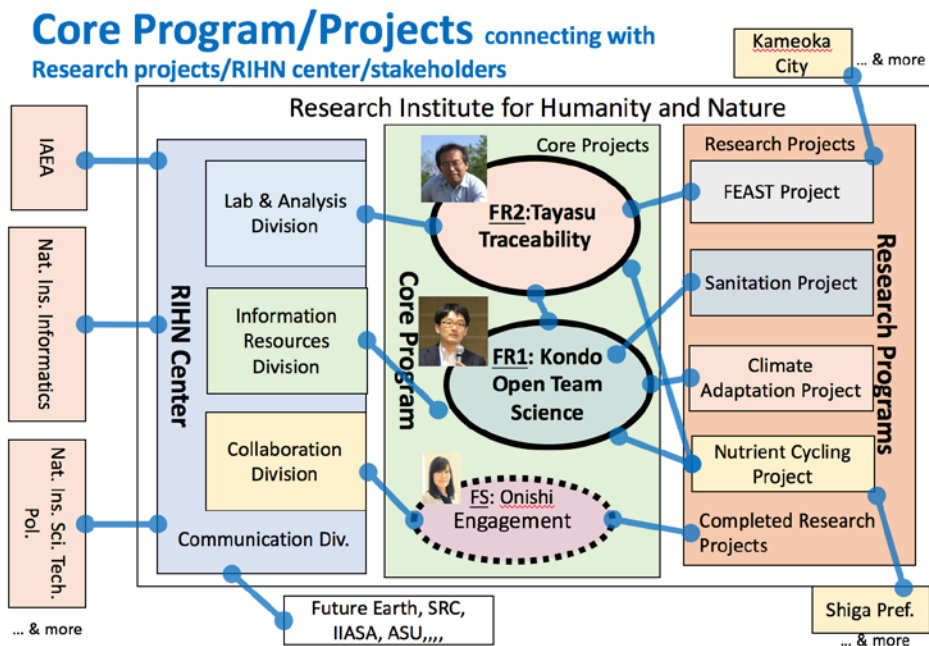 Core Program/Projects connecting with
Research projects/RIHN center/stakeholders
Kameoka
City
... & more
Research Institute for Humanity and Nature
IAEA
Nat. Ins. Informatics
Nat. Ins. Sci. Tech.
Pol.
... & more
RIHN Center
Lab & Analysis
Division
Information
Resources
Division
Collaboration
Division
Communication Div.
Future Earth, SRC,
IIASA, ASU,,,,
Core Program
Core Projects
FR2:Tayasu
Traceability
FR1: Kondo
Open Team
Science
FS: Onishi
Engagement
Research Programs
Research Projects
FEAST Project
Sanitation Project
Climate
Adaptation Project
Nutrient Cycling
Project
Completed Research
Projects
Shiga Pref.
... & more